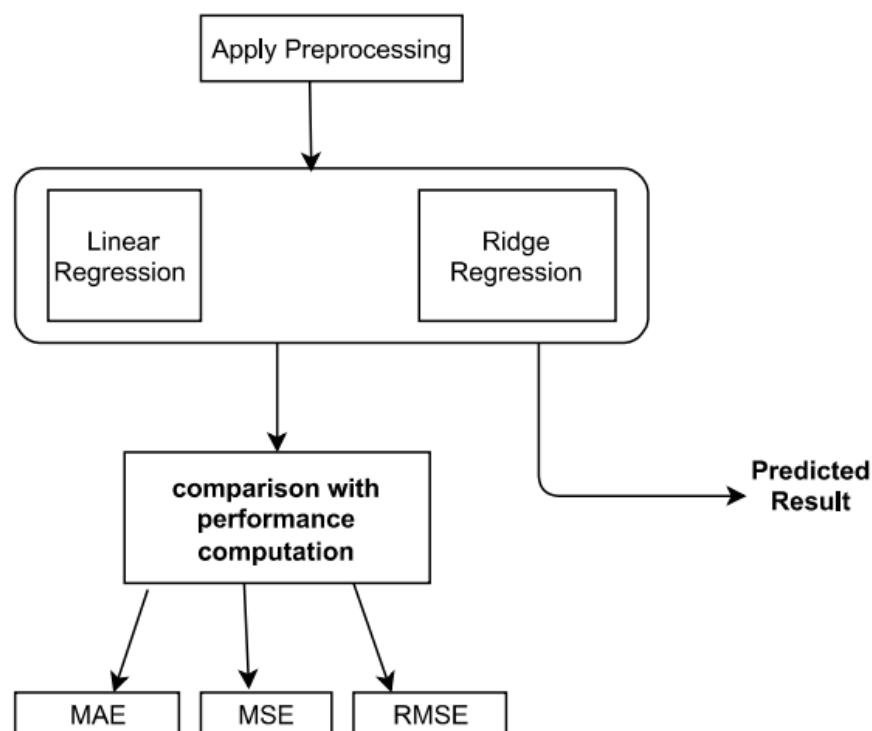 Apply Preprocessing
Linear
Regression
Ridge
Regression
comparison with
performance
computation
Predicted
Result
MAE
MSE
RMSE